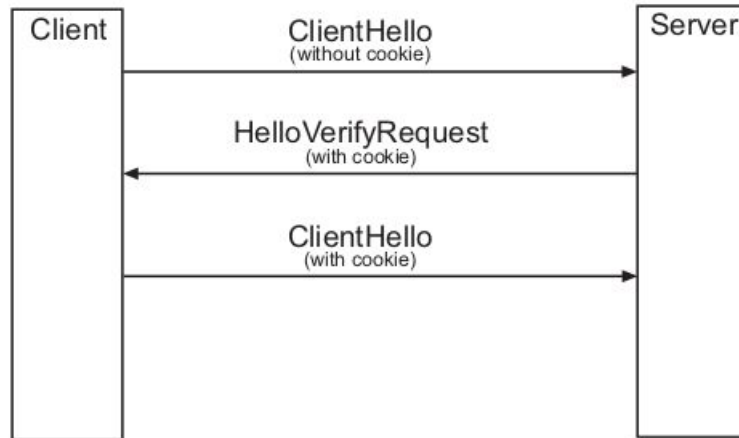 Client
Server
ClientHello
(without cookie)
HelloVerifyRequest
(with cookie)
ClientHello
(with cookie)